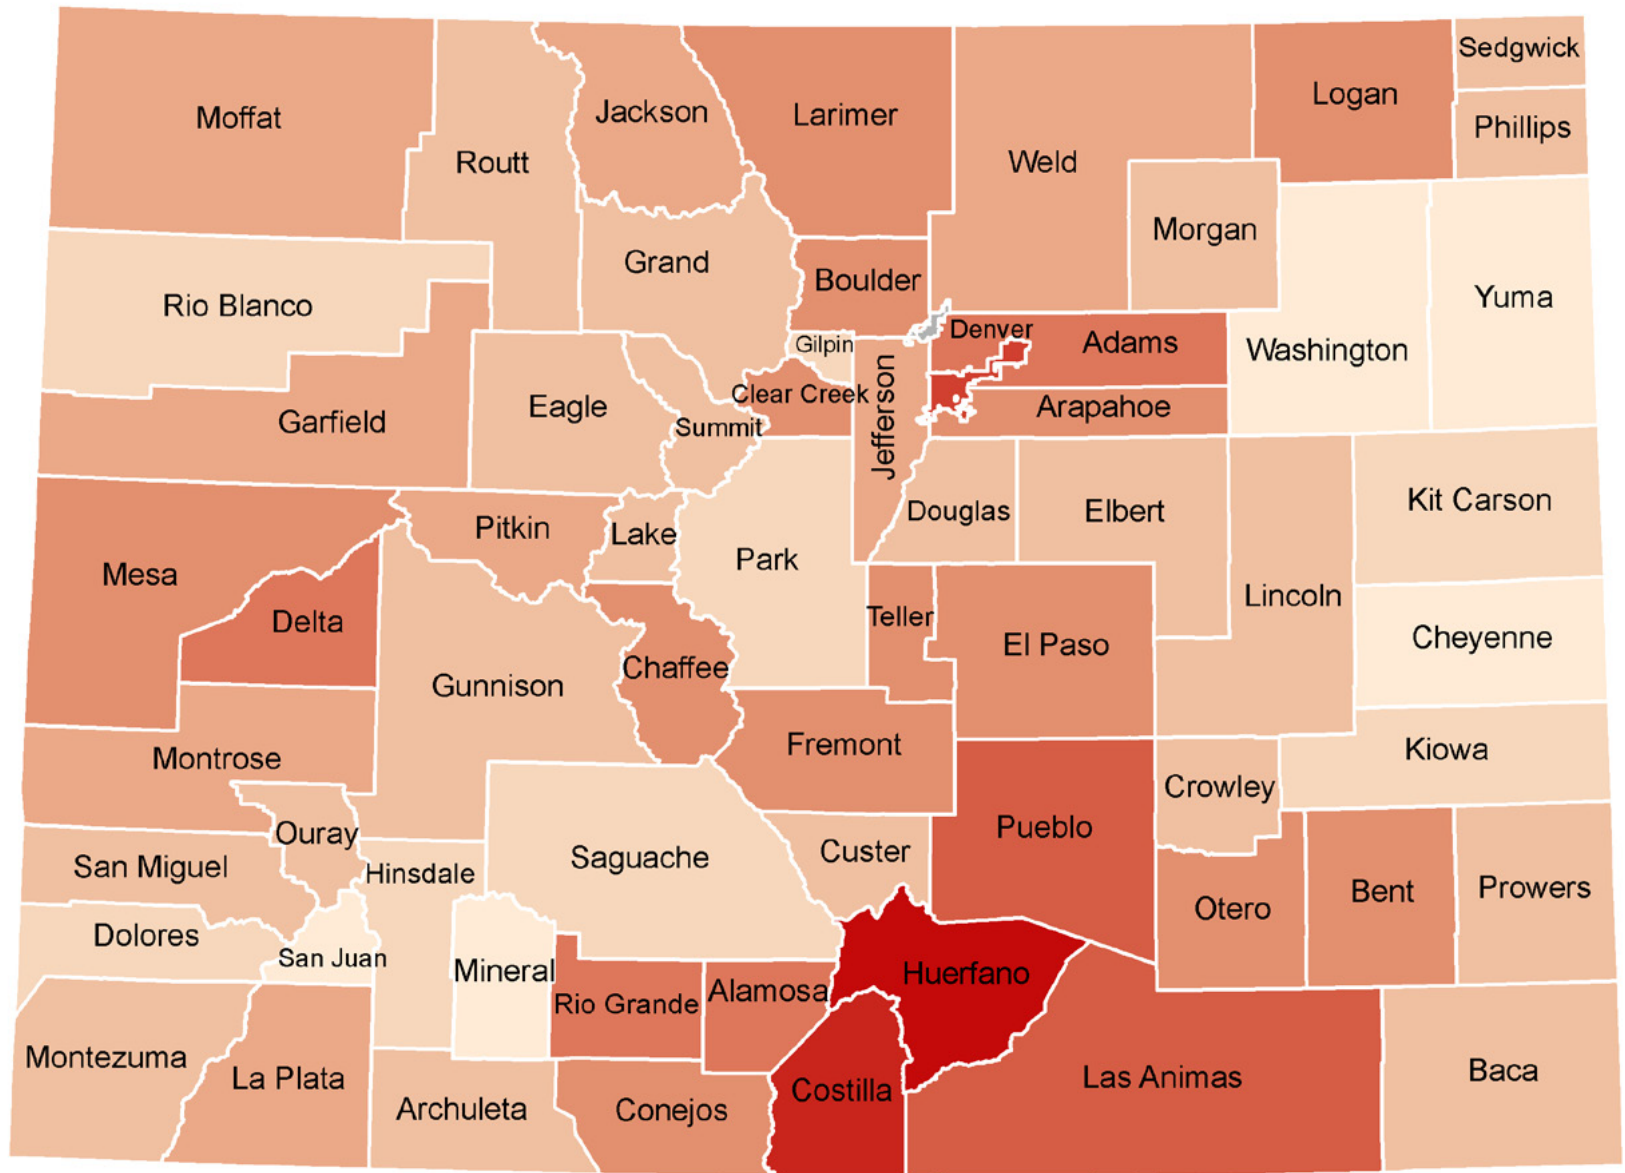 Sedgwick
Logan
Moffat
Jackson
Larimer
Phillips
Routt
Weld
Morgan
Grand
Boulder
Rio Blanco
Yuma
Denver
Adams
Gilpin
Washington
Clear Creek
Eagle
Arapahoe
Garfield
Summit
Jefferson
Kit Carson
Douglas
Elbert
Pitkin
Lake
Park
Mesa
Lincoln
Delta
Teller
El Paso
Cheyenne
Chaffee
Gunnison
Fremont
Kiowa
Montrose
Crowley
Pueblo
Ouray
Custer
Saguache
San Miguel
Hinsdale
Prowers
Bent
Otero
Dolores
San Juan
Mineral
Huerfano
Alamosa
Rio Grande
Montezuma
La Plata
Las Animas
Baca
Costilla
Archuleta
Conejos